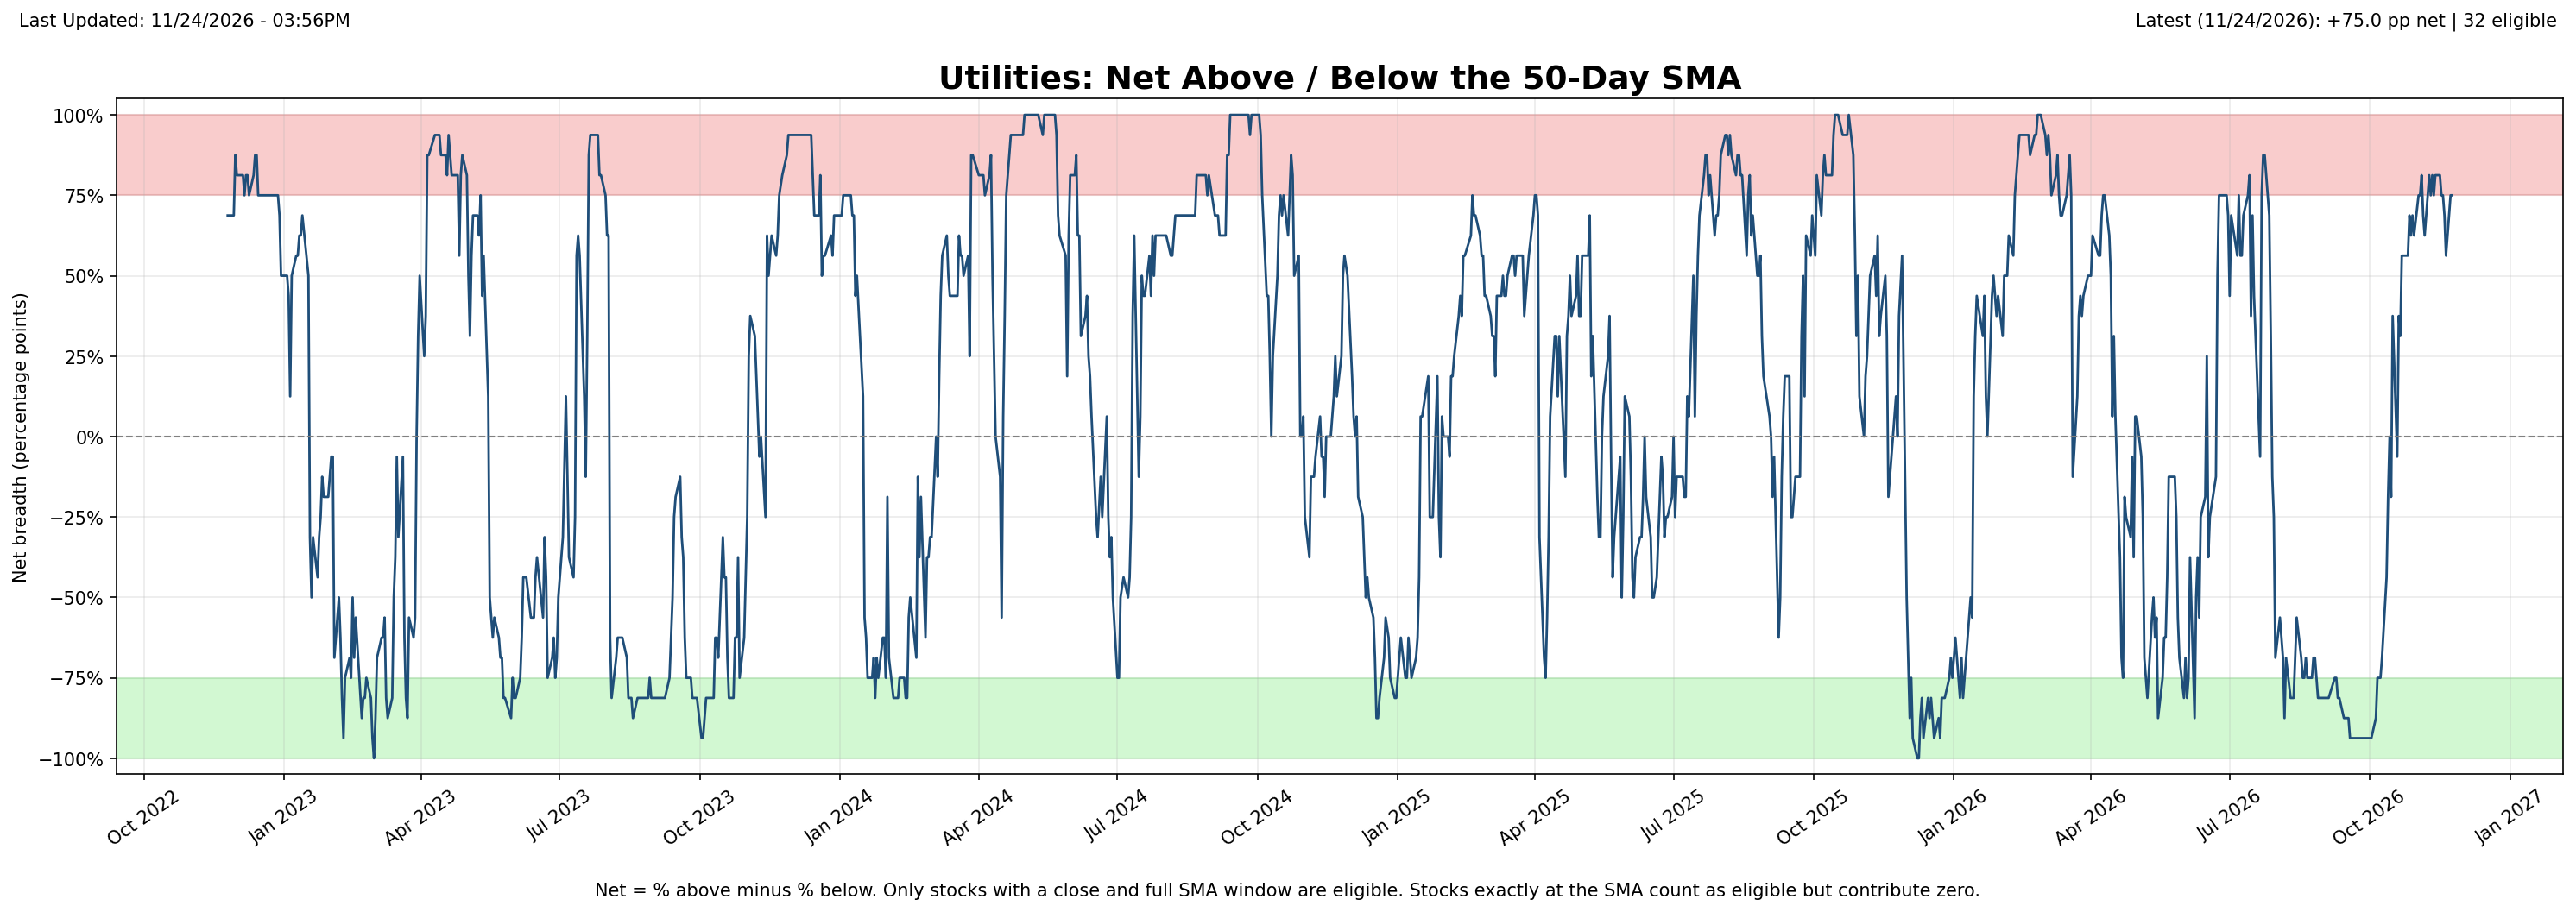 Last Updated: 11/24/2026 - 03:56PM
Latest (11/24/2026): +75.0 pp net | 32 eligible
Utilities: Net Above / Below the 50-Day SMA
Net breadth (percentage points)
100%
75%
50%
25%
0%
−25%
−50%
−75%
−100%
Oct 2022
Jan 2023
Apr 2023
Jul 2023
Oct 2023
Jan 2024
Apr 2024
Jul 2024
Oct 2024
Jan 2025
Apr 2025
Jul 2025
Oct 2025
Jan 2026
Apr 2026
Jul 2026
Oct 2026
Jan 2027
Net = % above minus % below. Only stocks with a close and full SMA window are eligible. Stocks exactly at the SMA count as eligible but contribute zero.